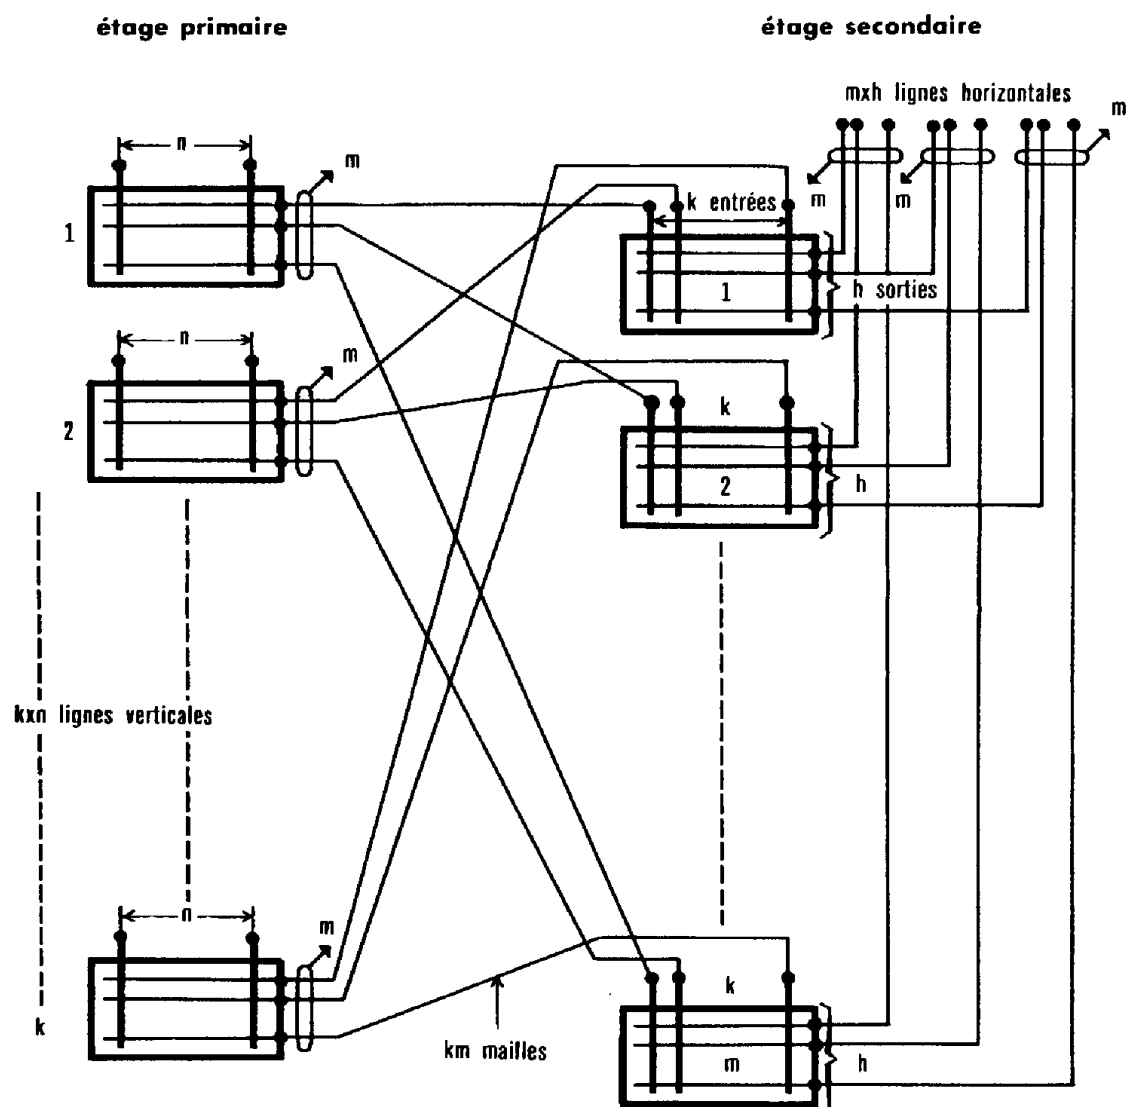 étage primaire
étage secondaire
mxh lignes horizontales
m
n
m
m
m
k entrées
1
1
h sorties
n
m
k
2
2
h
kxn lignes verticales
n
m
k
k
km mailles
m
h